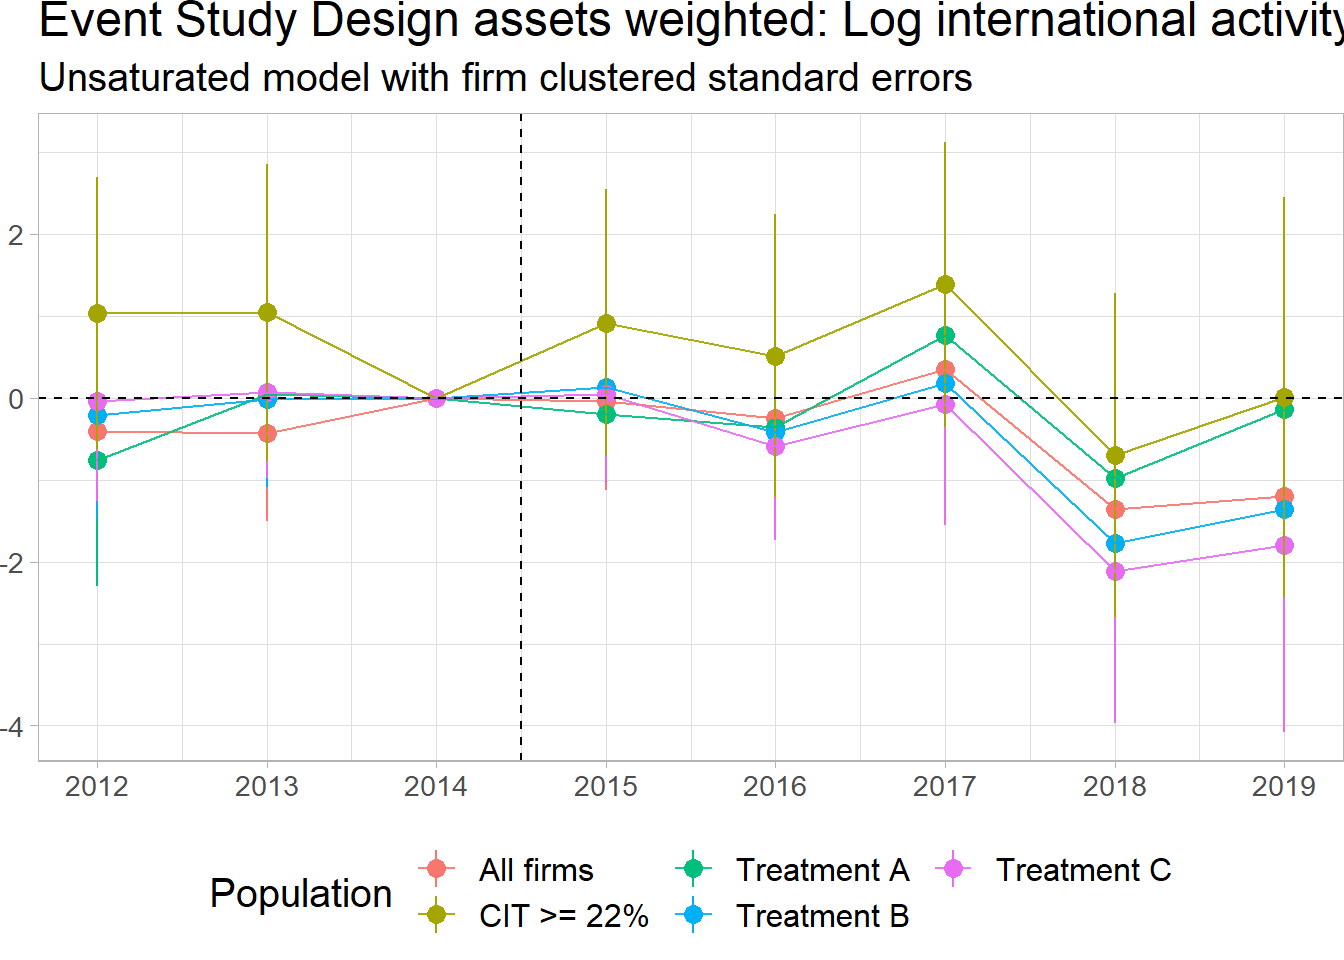 Event Study Design assets weighted: Log international activity
Unsaturated model with firm clustered standard errors
2
0
-2
-4
2012 2013 2014 2015 2016 2017 2018 2019
Population
All firms Treatment A Treatment C
CIT >= 22% Treatment B